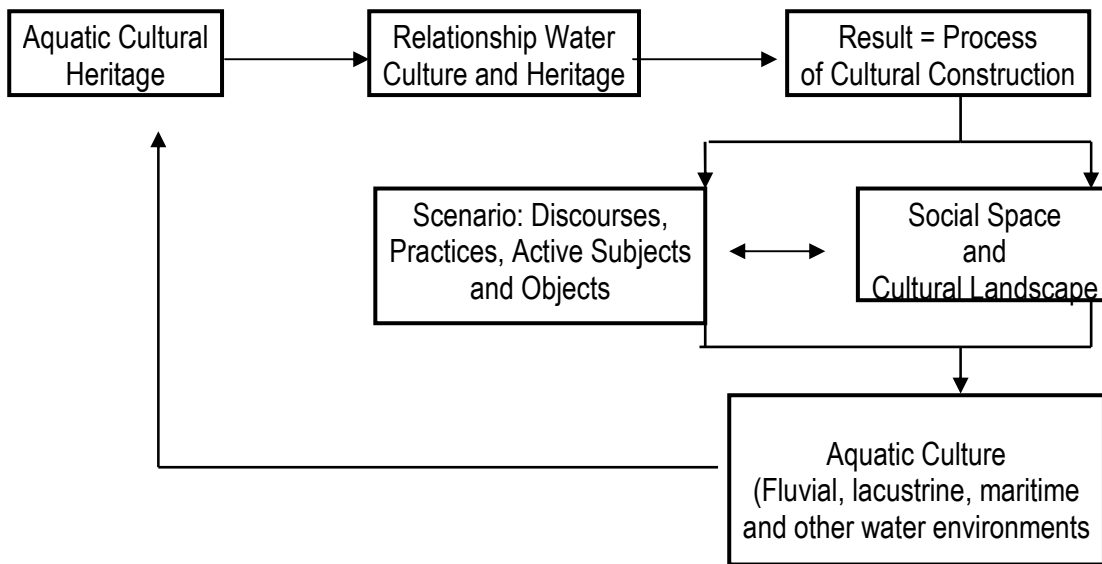 Aquatic Cultural
Heritage
Relationship Water
Culture and Heritage
Result = Process
of Cultural Construction
Scenario: Discourses,
Practices, Active Subjects
and Objects
Social Space
and
Cultural Landscape
Aquatic Culture
(Fluvial, lacustrine, maritime
and other water environments